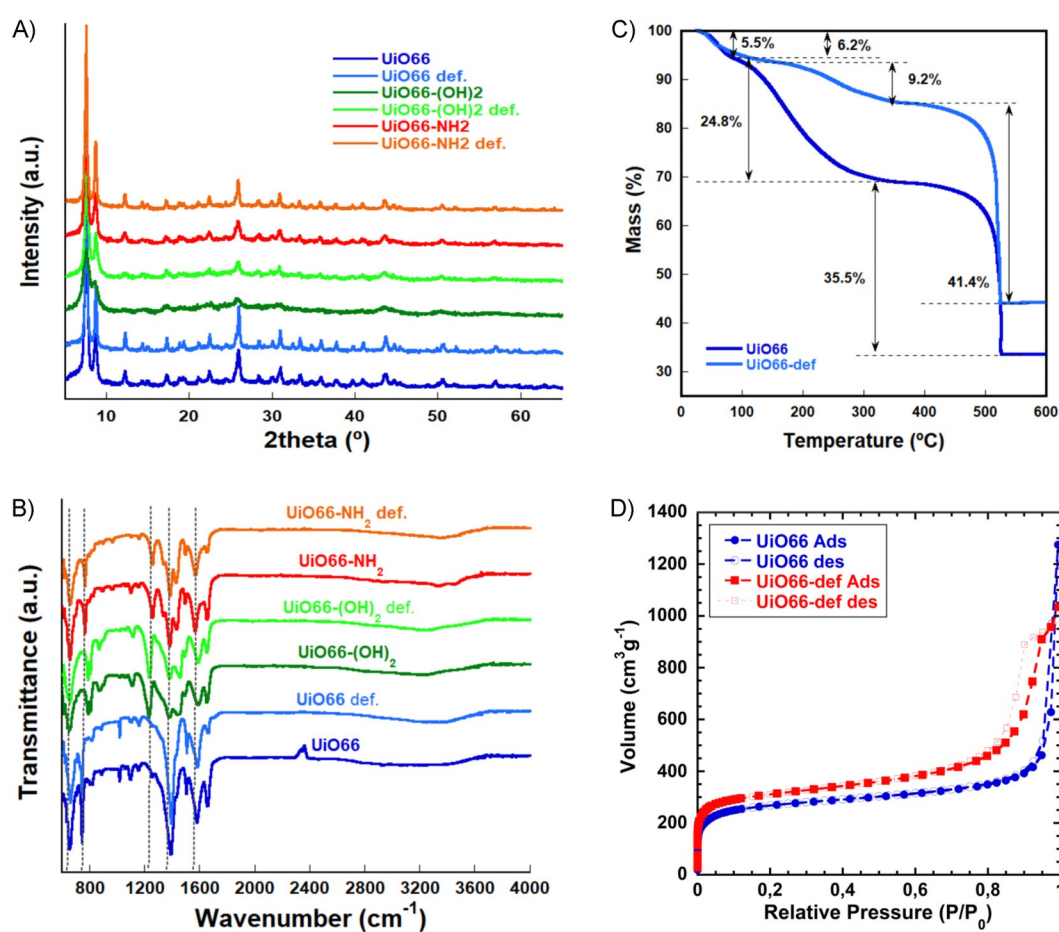 A)
Intensity (a.u.)
UiO66
UiO66 def.
UiO66-(OH)2
UiO66-(OH)2 def.
UiO66-NH2
UiO66-NH2 def.
10
20
30
40
50
60
2theta (º)
C)
Mass (%)
100
90
80
70
60
50
40
30
5.5%
6.2%
9.2%
24.8%
35.5%
41.4%
UiO66
UiO66-def
0
100
200
300
400
500
600
Temperature (ºC)
B)
Transmittance (a.u.)
UiO66-NH2 def.
UiO66-NH2
UiO66-(OH)2 def.
UiO66-(OH)2
UiO66 def.
UiO66
800
1200
1600
2400
2800
3200
3600
4000
Wavenumber (cm-1)
D)
Volume (cm3g-1)
1400
1200
1000
800
600
400
200
0
UiO66 Ads
UiO66 des
UiO66-def Ads
UiO66-def des
0
0,2
0,4
0,6
0,8
1
Relative Pressure (P/P0)